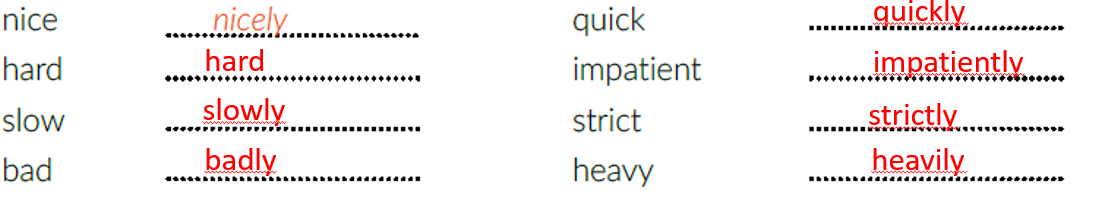 nice nicely quick quickly
hard hard impatient impatiently
slow slowly strict strictly
bad badly heavy heavily